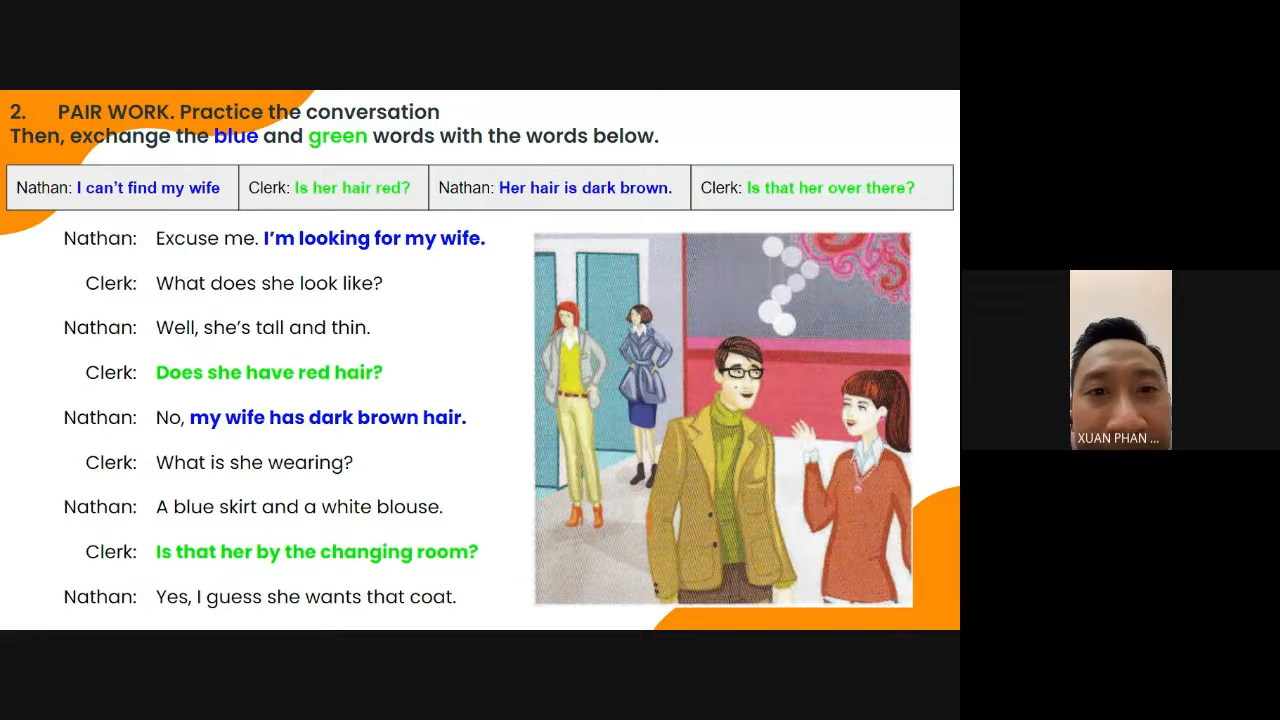 2. PAIR WORK. Practice the conversation
Then, exchange the blue and green words with the words below.
Nathan: I can't find my wife
Clerk: Is her hair red?
Nathan: Her hair is dark brown.
Clerk: Is that her over there?
Nathan: Excuse me. I'm looking for my wife.
Clerk: What does she look like?
Nathan: Well, she's tall and thin.
Clerk: Does she have red hair?
Nathan: No, my wife has dark brown hair.
Clerk: What is she wearing?
Nathan: A blue skirt and a white blouse.
Clerk: Is that her by the changing room?
Nathan: Yes, I guess she wants that coat.
XUAN PHAN ...